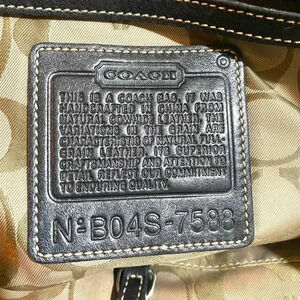 COACH
THIS IS A COACH BAG. IT WAS
HANDCRAFTED IN CHINA FROM
NATURAL COWHIDE LEATHER. THE
VARIATIONS IN THE GRAIN ARE
CHARACTERISTIC OF NATURAL FULL
GRAIN LEATHER. ITS SUPERIOR
CRAFTSMANSHIP AND ATTENTION TO
DETAIL REFLECT OUR COMMITMENT
TO ENDURING QUALITY.
Nº B04S-7588